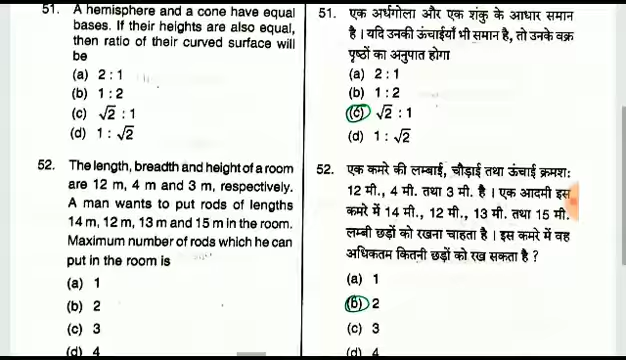 51. A hemisphere and a cone have equal
bases. If their heights are also equal,
then ratio of their curved surface will
be
(a) 2 : 1
(b) 1 : 2
(c) √2 : 1
(d) 1 : √2
52. The length, breadth and height of a room
are 12 m, 4 m and 3 m, respectively.
A man wants to put rods of lengths
14 m, 12 m, 13 m and 15 m in the room.
Maximum number of rods which he can
put in the room is
(a) 1
(b) 2
(c) 3
(d) 4
51. एक अर्धगोला और एक शंकु के आधार समान
है। यदि उनकी ऊंचाईयाँ भी समान है, तो उनके वक्र
पृष्ठों का अनुपात होगा
(a) 2 : 1
(b) 1 : 2
(c) √2 : 1
(d) 1 : √2
52. एक कमरे की लम्बाई, चौड़ाई तथा ऊंचाई क्रमशः
12 मी., 4 मी. तथा 3 मी. है। एक आदमी इस
कमरे में 14 मी., 12 मी., 13 मी. तथा 15 मी.
लम्बी छड़ों को रखना चाहता है। इस कमरे में वह
अधिकतम कितनी छड़ों को रख सकता है ?
(a) 1
(b) 2
(c) 3
(d) 4